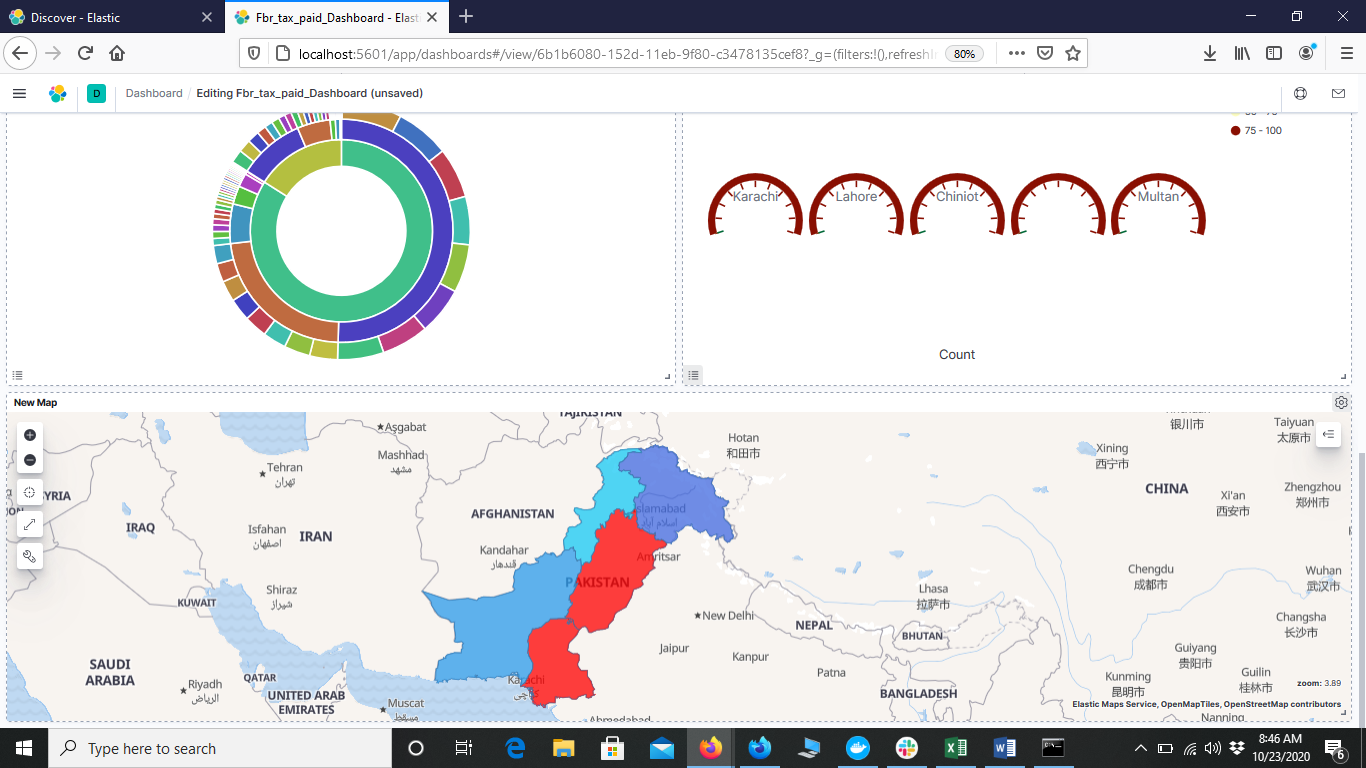 Discover - Elastic
Fbr_tax_paid_Dashboard - Elast
localhost:5601/app/dashboards#/view/6b1b6080-152d-11eb-9f80-c3478135cef8?_g=(filters:!(),refreshIn
80%
D
Dashboard / Editing Fbr_tax_paid_Dashboard (unsaved)
75 - 100
Karachi
Lahore
Chiniot
Multan
Count
New Map
TAJIKISTAN
Aşgabat
Mashhad
مشهد
Tehran
تهران
Hotan
和田市
银川市
Taiyuan
太原市
Xining
西宁市
CHINA
Zhengzhou
郑州市
Xi'an
西安市
SYRIA
IRAQ
Isfahan
اصفهان
IRAN
AFGHANISTAN
Islamabad
اسلام آباد
Kandahar
قندهار
Amritsar
PAKISTAN
Shiraz
شیراز
KUWAIT
New Delhi
NEPAL
Lhasa
拉萨市
Chengdu
成都市
Wuhan
武汉市
BHUTAN
Changsha
长沙市
Jaipur
Kanpur
Patna
Guiyang
贵阳市
SAUDI
ARABIA
QATAR
Riyadh
الرياض
UNITED ARAB
EMIRATES
Muscat
مسقط
Karachi
کراچی
Ahmedabad
BANGLADESH
Kunming
昆明市
Guilin
桂林市
Nanning
zoom: 3.89
Elastic Maps Service, OpenMapTiles, OpenStreetMap contributors
Type here to search
8:46 AM
10/23/2020
6